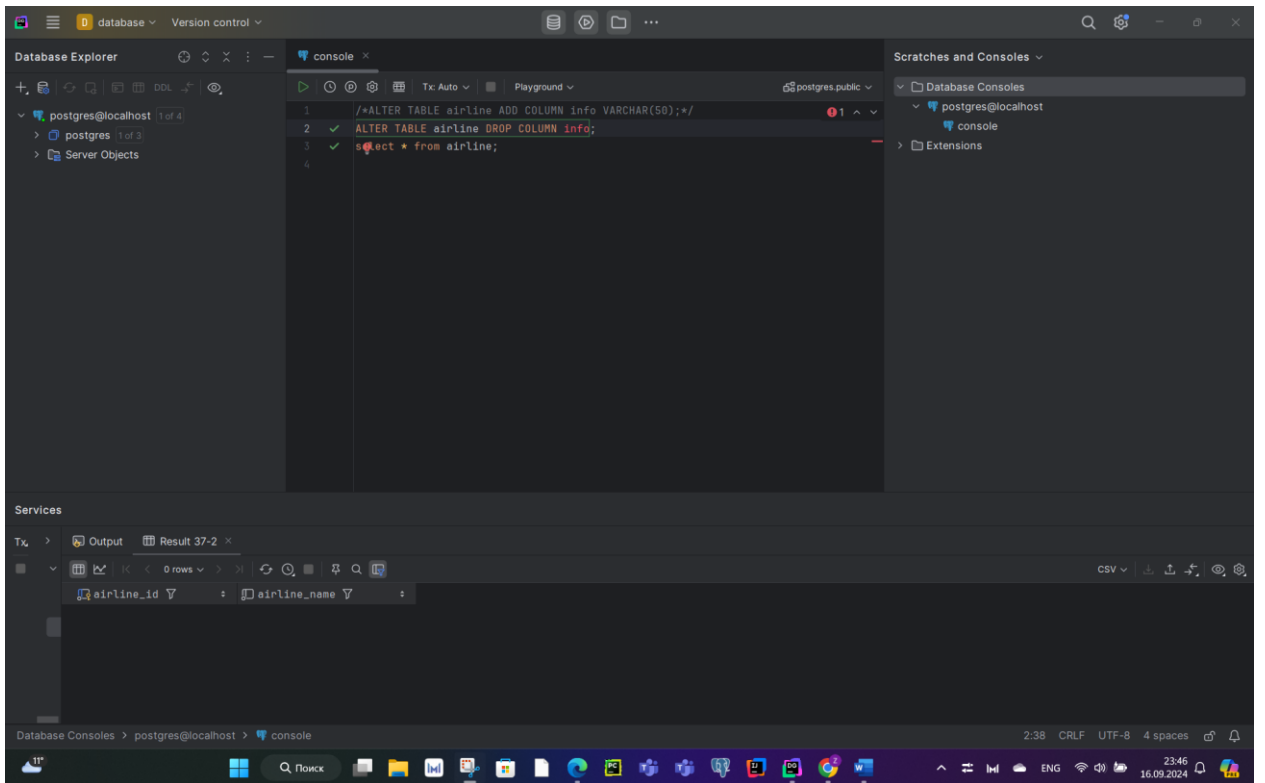 D database Version control
Database Explorer
console ×
Scratches and Consoles
DDL
Tx: Auto Playground postgres.public
postgres@localhost 1 of 4
postgres 1 of 3
Server Objects
1 /*ALTER TABLE airline ADD COLUMN info VARCHAR(50);*/
2 ALTER TABLE airline DROP COLUMN info;
3 select * from airline;
4
1
Database Consoles
postgres@localhost
console
Extensions
Services
Tx
Output Result 37-2 ×
0 rows CSV
airline_id airline_name
Database Consoles > postgres@localhost > console
2:38 CRLF UTF-8 4 spaces
11°
Поиск
ENG
23:46
16.09.2024